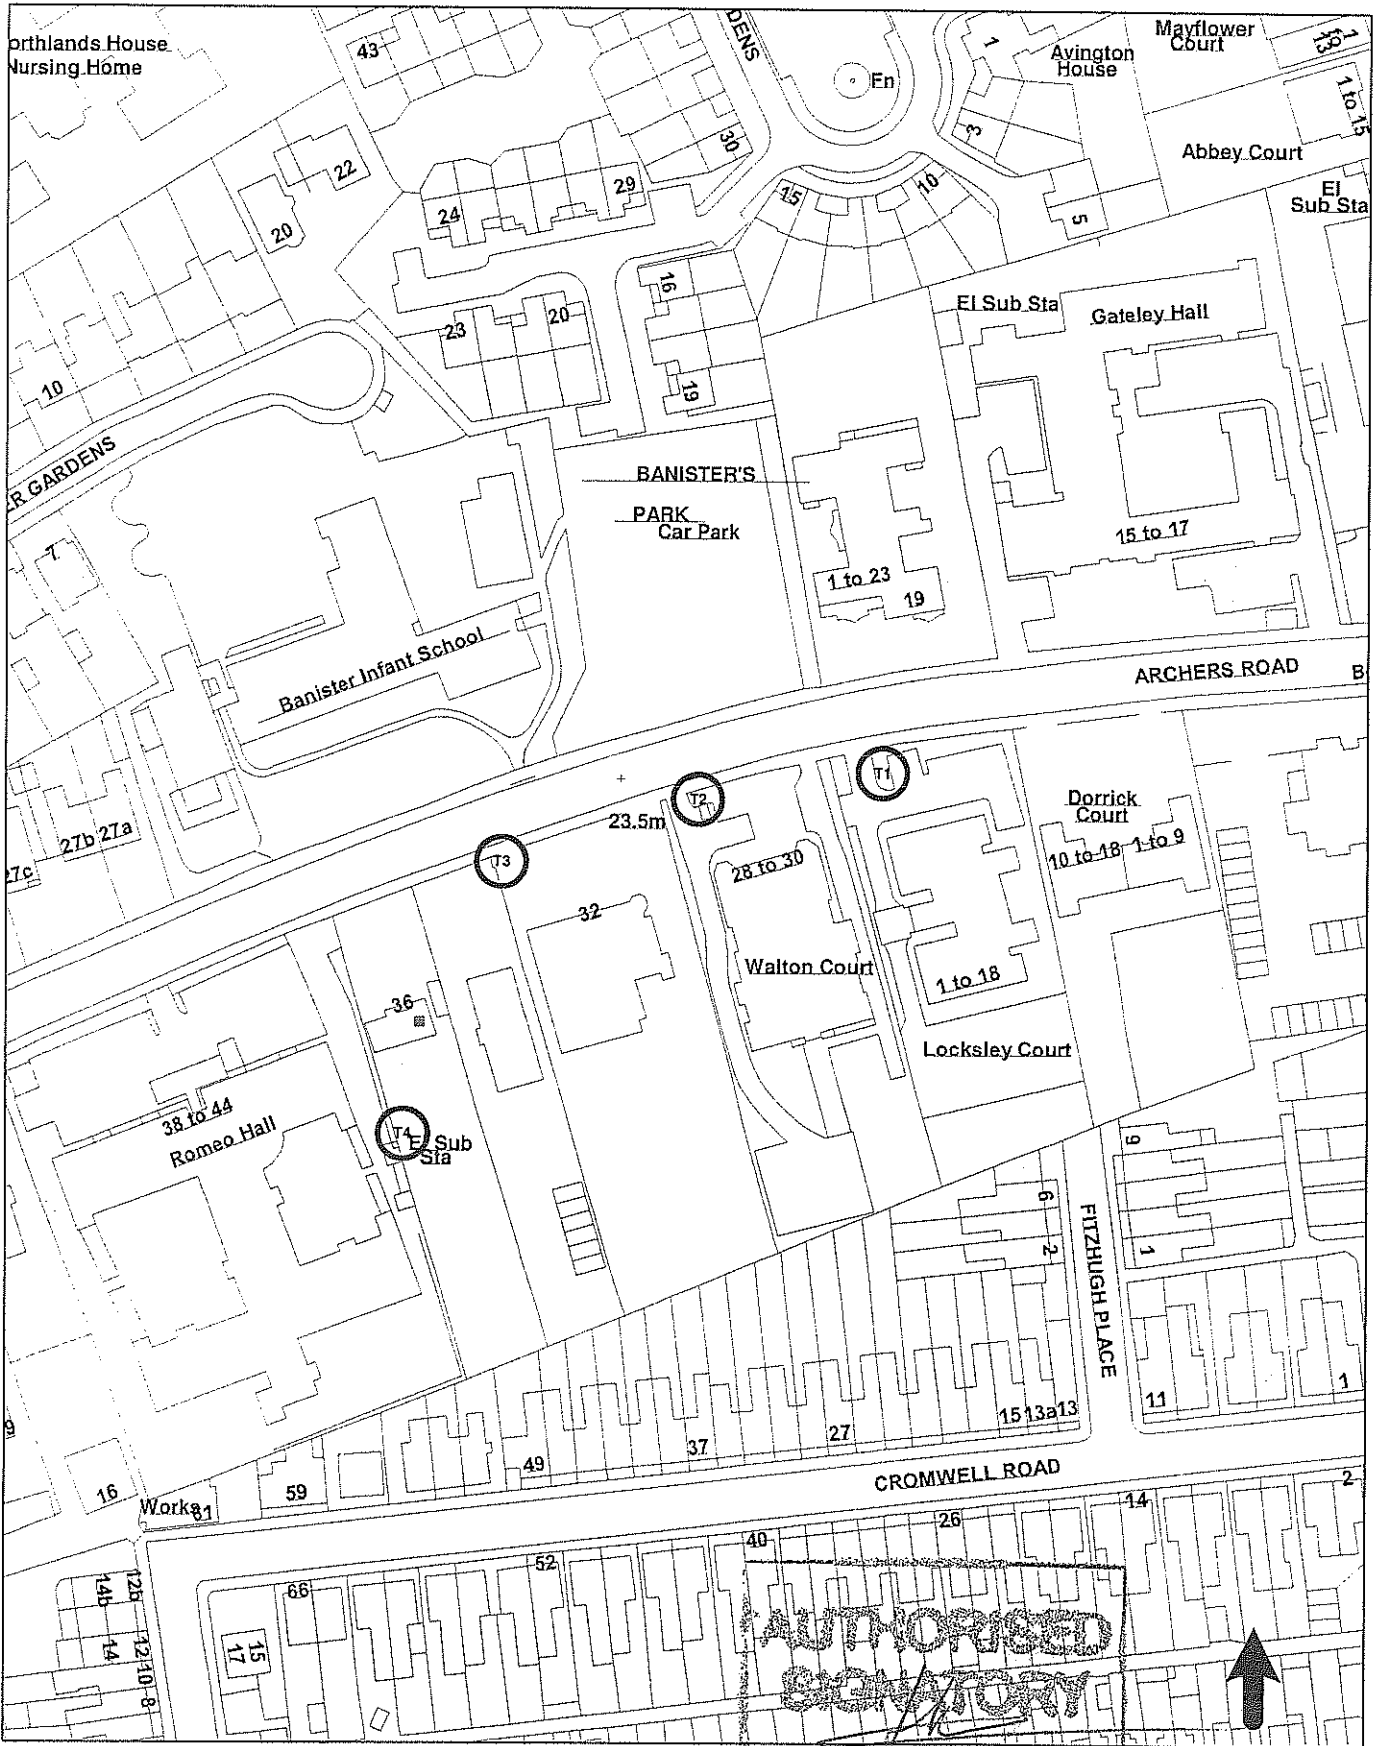 orthlands House
Nursing Home
43
DENS
En
1
Avington
House
Mayflower
Court
1 to 15
Abbey Court
El
Sub Sta
22
20
24
29
30
15
10
3
5
16
23
20
19
El Sub Sta
Gateley Hall
10
ER GARDENS
7
BANISTER'S
PARK
Car Park
1 to 23
19
15 to 17
Banister Infant School
ARCHERS ROAD
B
T1
T2
23.5m
T3
27b
27a
27c
28 to 30
Dorrick
Court
10 to 18
1 to 9
32
Walton Court
1 to 18
36
Locksley Court
38 to 44
Romeo Hall
T4
El Sub
Sta
9
6
2
1
FITZHUGH PLACE
11
1
15
13a
13
27
37
49
59
9
16
Works
61
CROMWELL ROAD
2
14
26
40
52
66
14b
12b
14
12
10
8
17
15
AUTHORISED
SIGNATORY